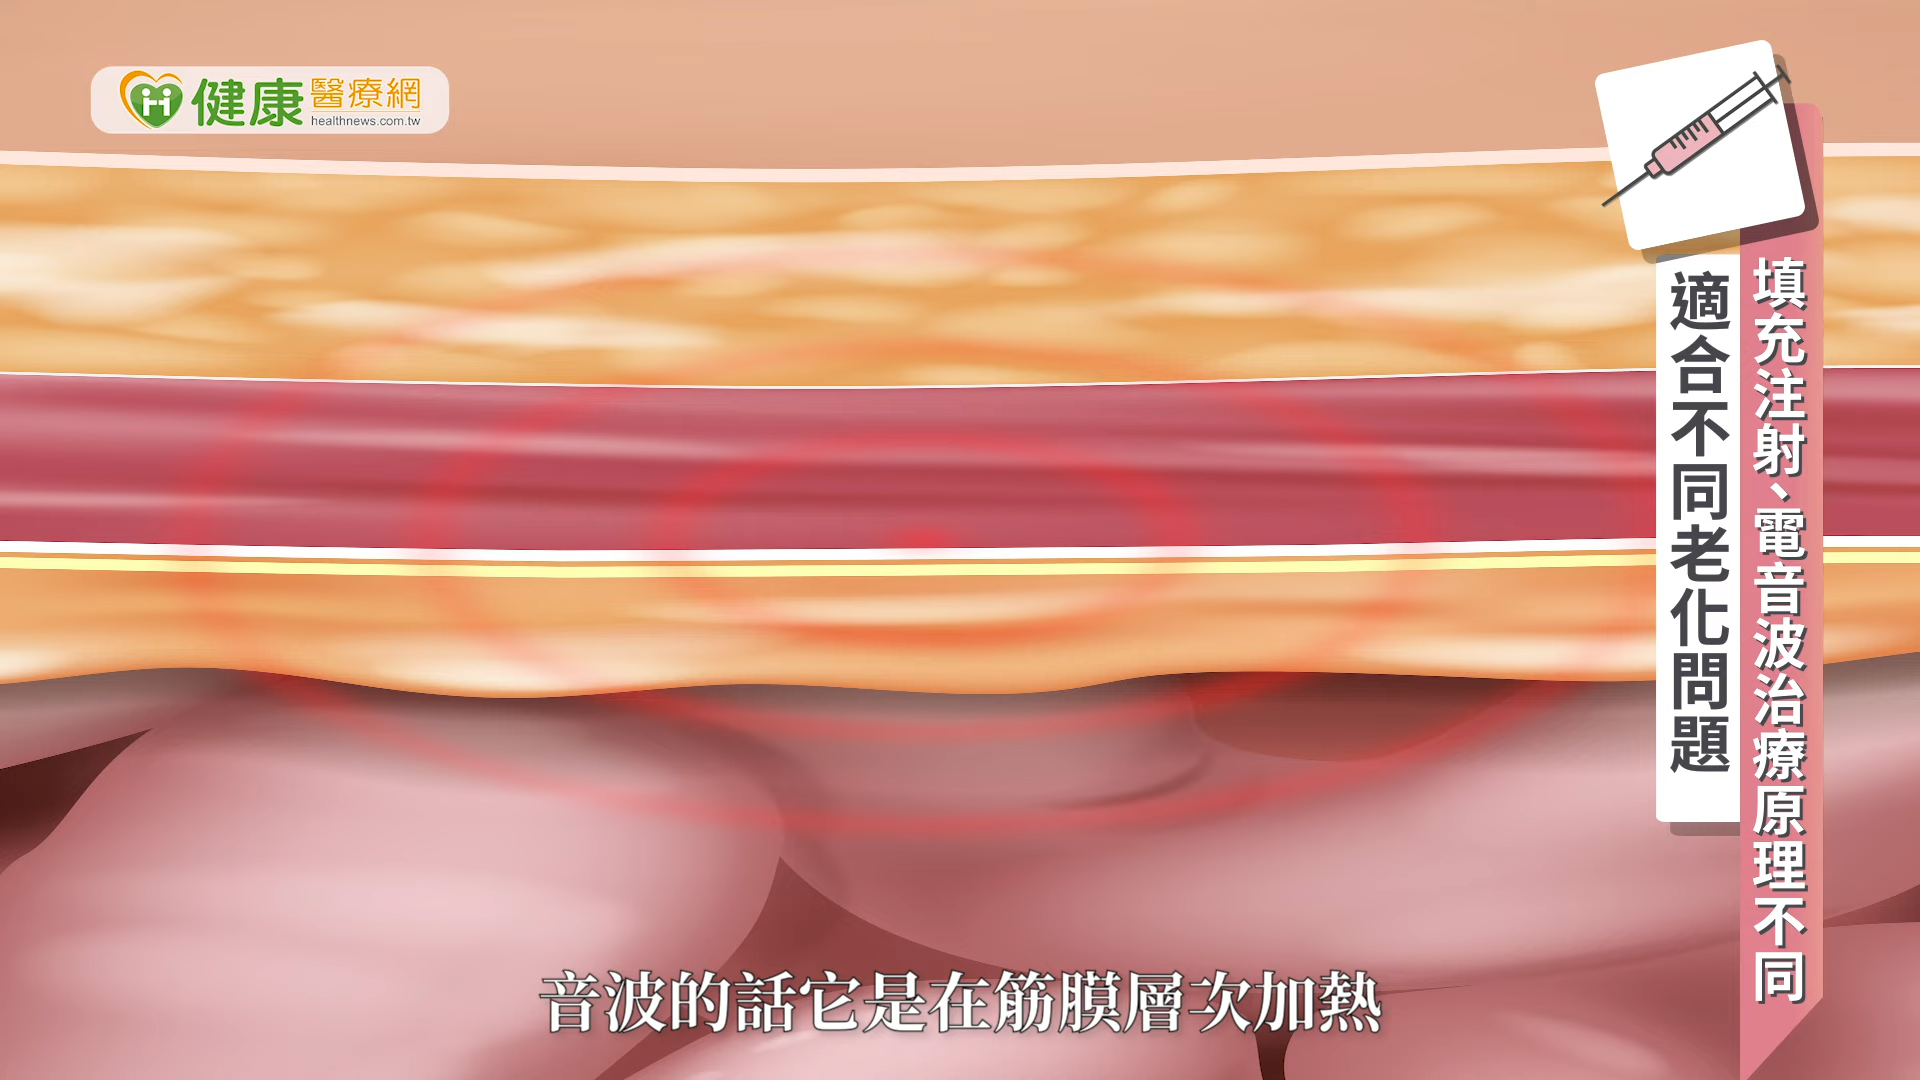 健康醫療網
healthnews.com.tw
填充注射、電音波治療原理不同
適合不同老化問題
音波的話它是在筋膜層次加熱